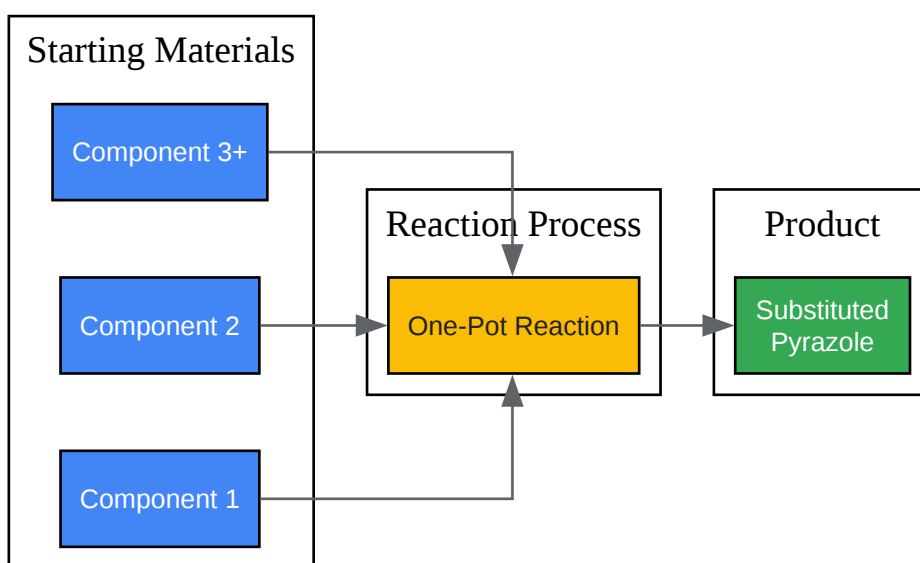 Starting Materials
Component 3+
Reaction Process
Product
Component 2
One-Pot Reaction
Substituted
Pyrazole
Component 1